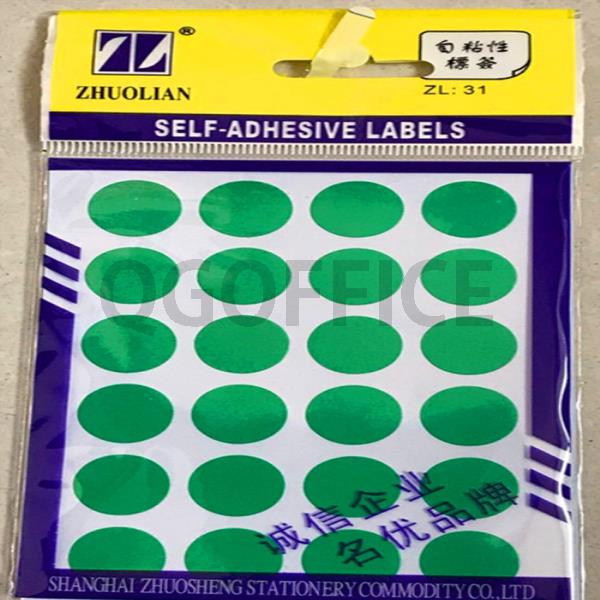 ZL®
ZHUOLIAN
自粘性
標簽
ZL: 31
SELF-ADHESIVE LABELS
OGOFFICE
诚信企业
名优品牌
SHANGHAI ZHUOSHENG STATIONERY COMMODITY CO.,LTD